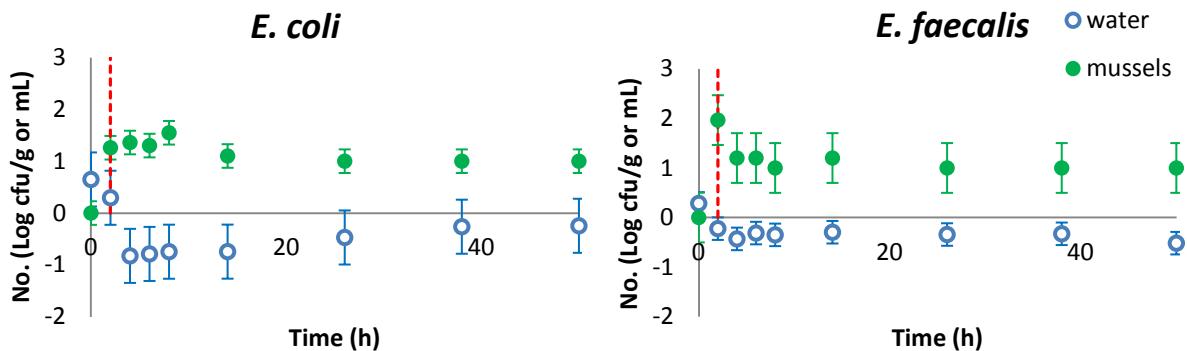 E. coli
No. (Log cfu/g or mL)
3
2
1
0
-1
-2
0
20
40
Time (h)
E. faecalis
water
mussels
No. (Log cfu/g or mL)
3
2
1
0
-1
-2
0
20
40
Time (h)